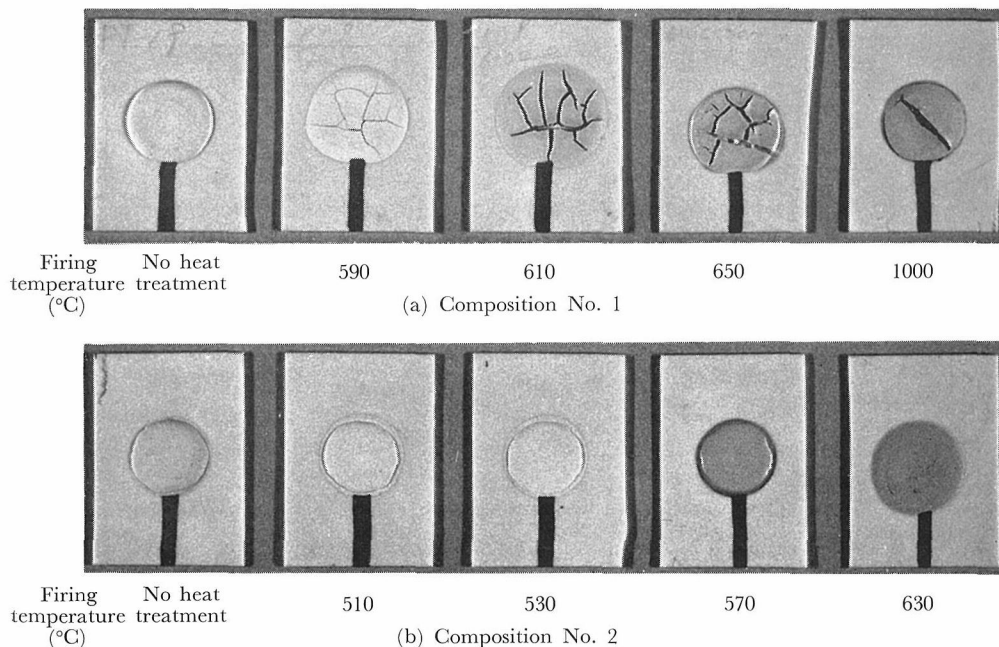 Firing No heat 590 610 650 1000
temperature treatment
(°C)
(a) Composition No. 1
Firing No heat 510 530 570 630
temperature treatment
(°C)
(b) Composition No. 2